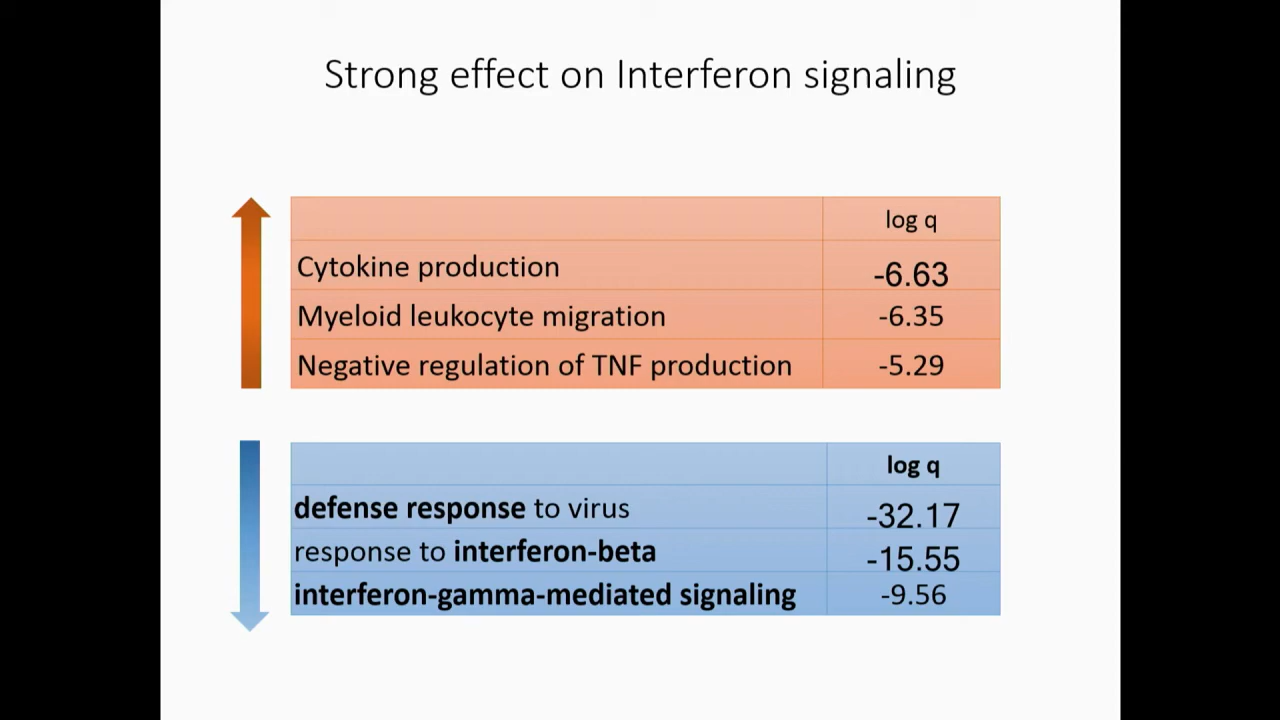 Strong effect on Interferon signaling
log q
Cytokine production -6.63
Myeloid leukocyte migration -6.35
Negative regulation of TNF production -5.29
log q
defense response to virus -32.17
response to interferon-beta -15.55
interferon-gamma-mediated signaling -9.56